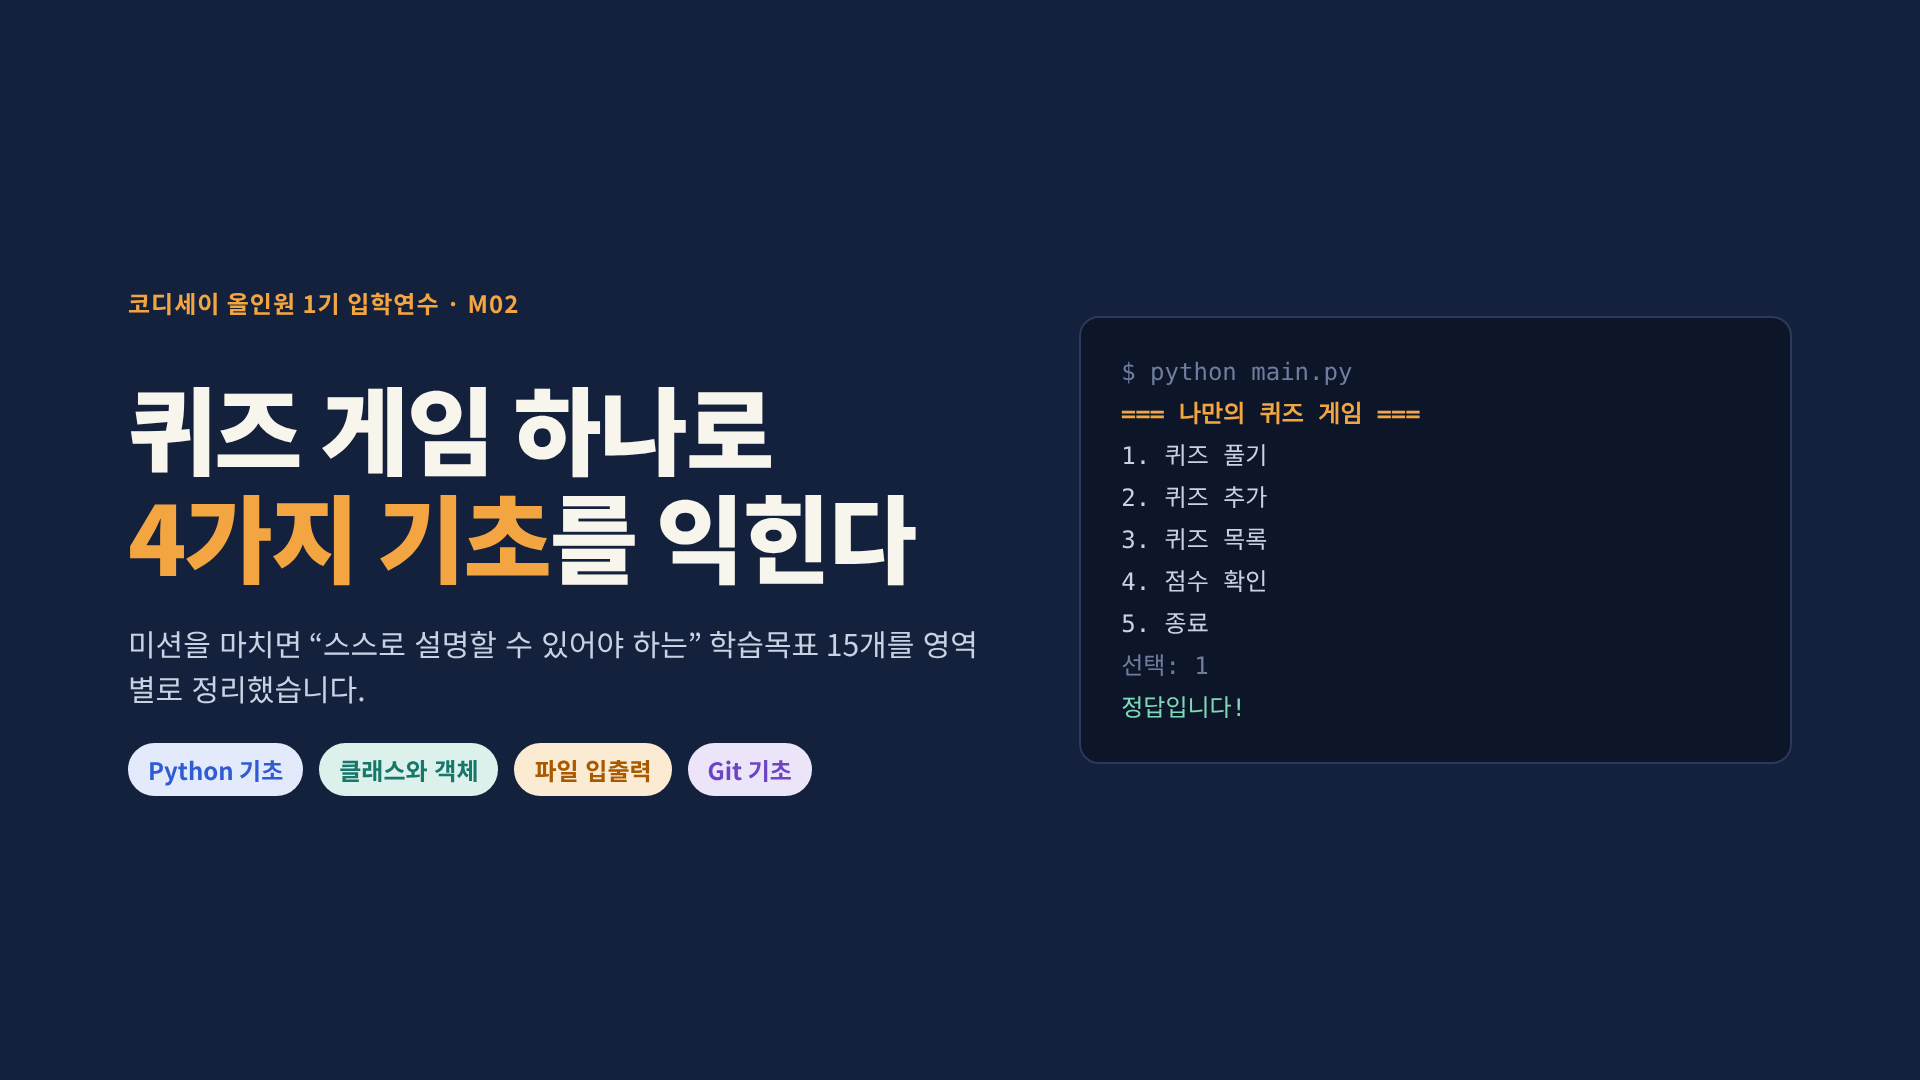 코디세이 올인원 1기 입학연수 · M02
퀴즈 게임 하나로
4가지 기초를 익힌다
미션을 마치면 “스스로 설명할 수 있어야 하는” 학습목표 15개를 영역
별로 정리했습니다.
Python 기초
클래스와 객체
파일 입출력
Git 기초
$ python main.py
=== 나만의 퀴즈 게임 ===
1. 퀴즈 풀기
2. 퀴즈 추가
3. 퀴즈 목록
4. 점수 확인
5. 종료
선택: 1
정답입니다!